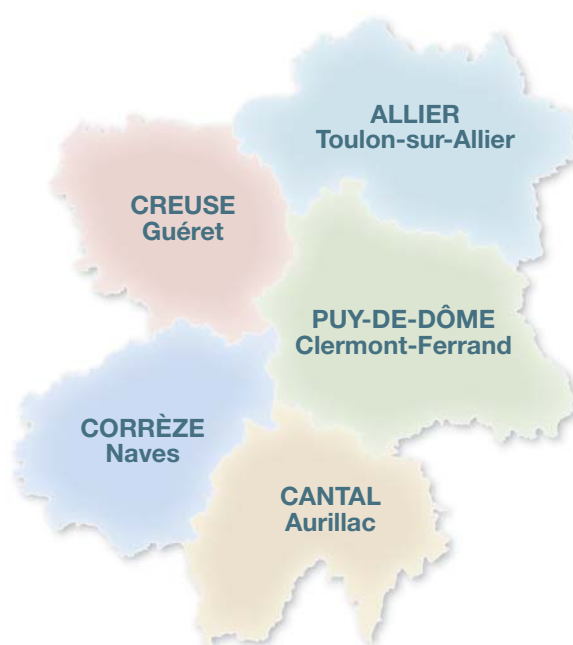 ALLIER
Toulon-sur-Allier
CREUSE
Guéret
PUY-DE-DÔME
Clermont-Ferrand
CORRÈZE
Naves
CANTAL
Aurillac